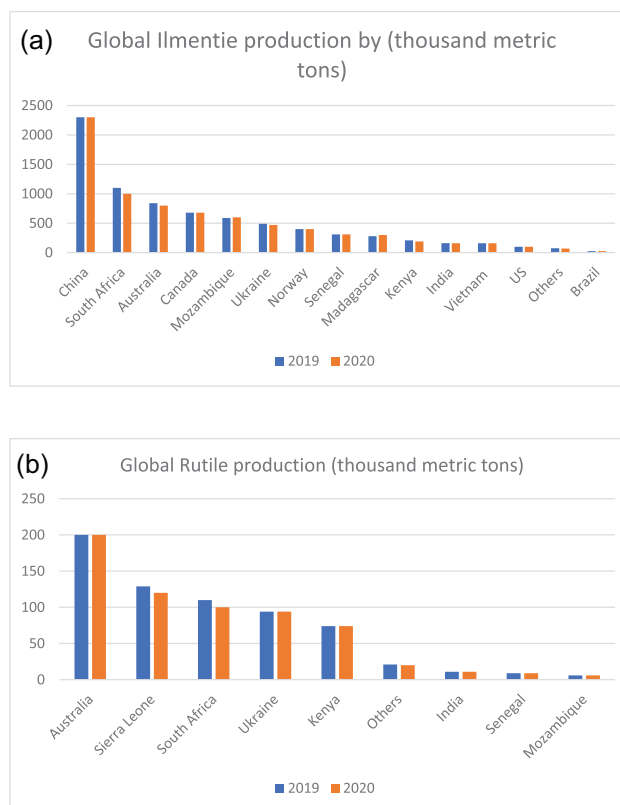 (a)
Global Ilmentie production by (thousand metric
tons)
2500
2000
1500
1000
500
0
China
South Africa
Australia
Canada
Mozambique
Ukraine
Norway
Senegal
Madagascar
Kenya
India
Vietnam
US
Others
Brazil
2019 2020
(b)
Global Rutile production (thousand metric tons)
250
200
150
100
50
0
Australia
Sierra Leone
South Africa
Ukraine
Kenya
Others
India
Senegal
Mozambique
2019 2020